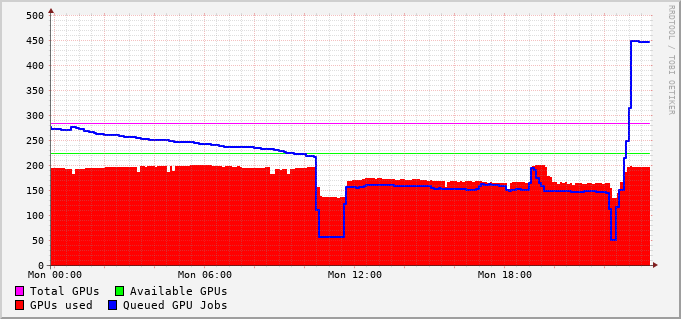 500
450
400
350
300
250
200
150
100
50
0
Mon 00:00 Mon 06:00 Mon 12:00 Mon 18:00
Total GPUs Available GPUs
GPUs used Queued GPU Jobs
RRDTOOL / TOBI OETIKER